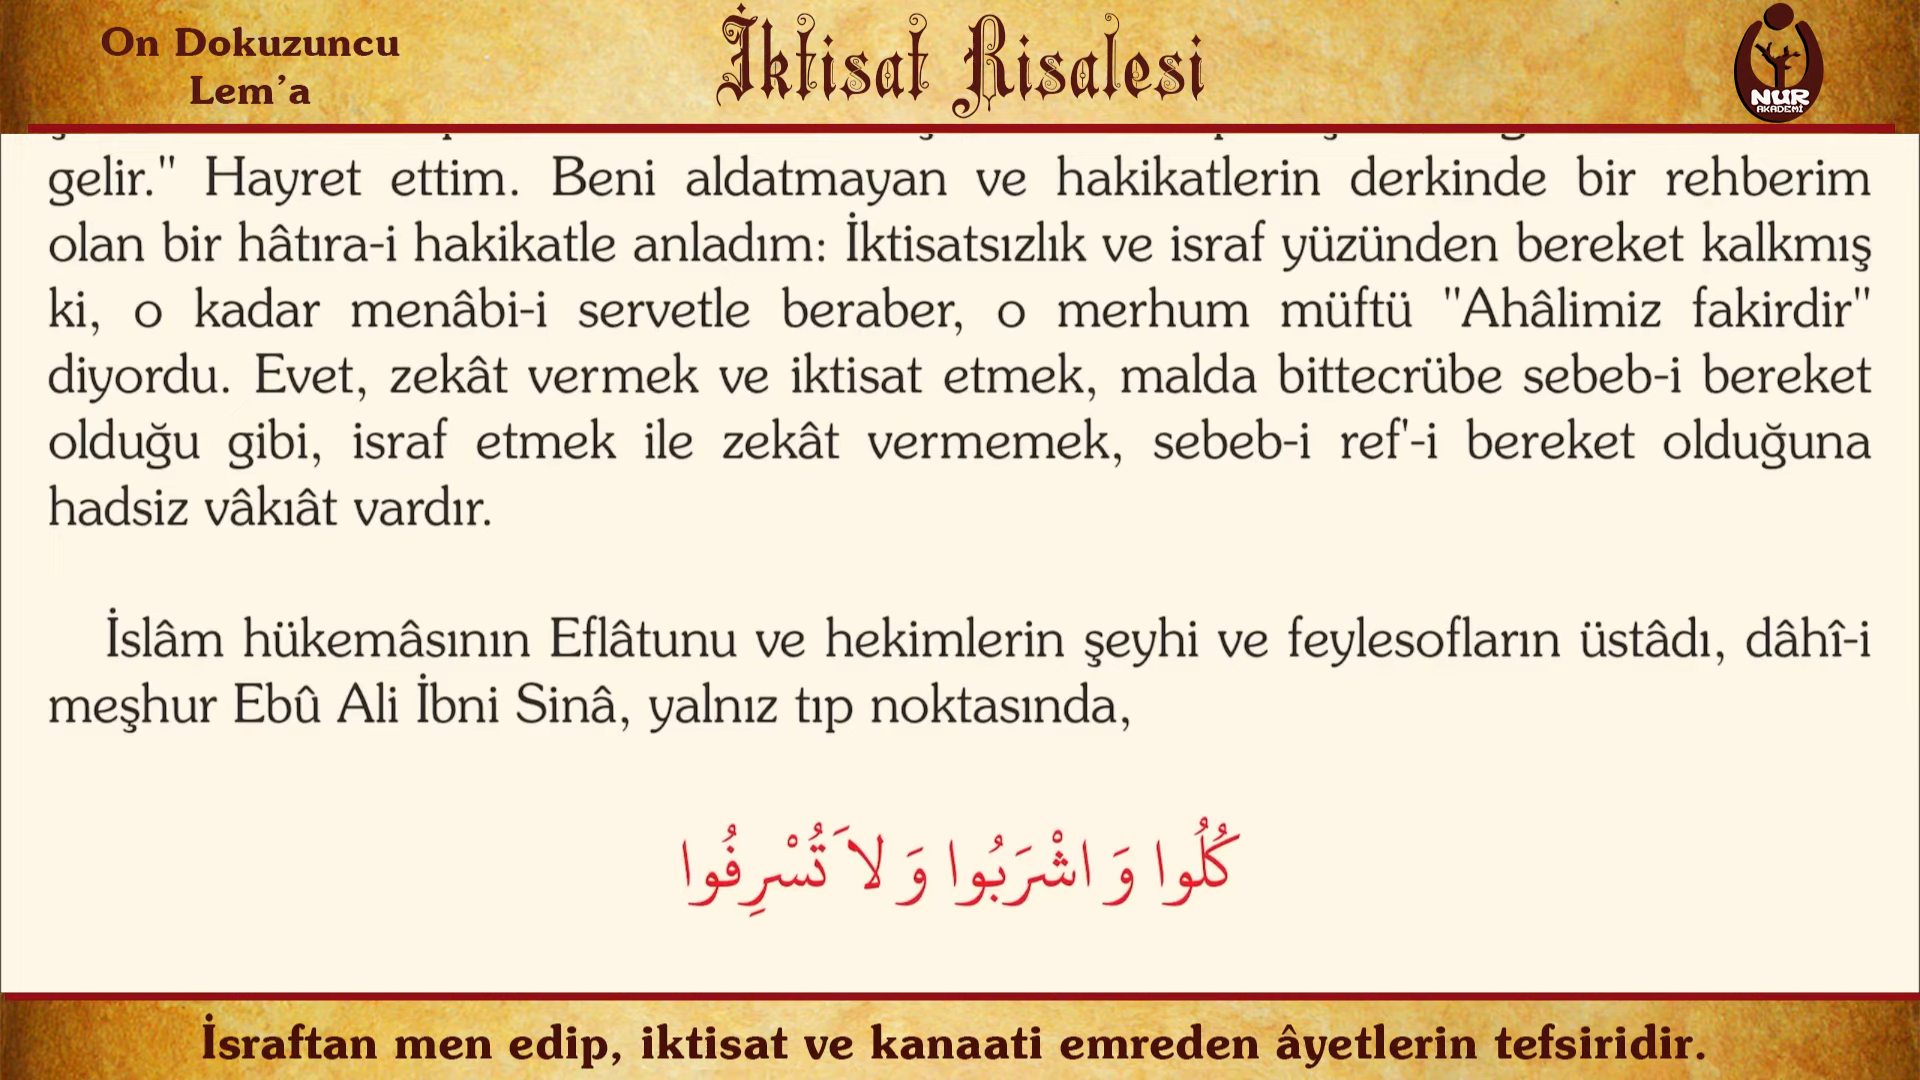 On Dokuzuncu
Lem’a
İktisat Risalesi
NUR
AKADEMİ
gelir." Hayret ettim. Beni aldatmayan ve hakikatlerin derkinde bir rehberim
olan bir hâtıra-i hakikatle anladım: İktisatsızlık ve israf yüzünden bereket kalkmış
ki, o kadar menâbi-i servetle beraber, o merhum müftü "Ahâlimiz fakirdir"
diyordu. Evet, zekât vermek ve iktisat etmek, malda bittecrübe sebeb-i bereket
olduğu gibi, israf etmek ile zekât vermemek, sebeb-i ref'-i bereket olduğuna
hadsiz vâkıât vardır.
İslâm hükemâsının Eflâtunu ve hekimlerin şeyhi ve feylesofların üstâdı, dâhî-i
meşhur Ebû Ali İbni Sinâ, yalnız tıp noktasında,
كُلُوا وَ اشْرَبُوا وَ لاَ تُسْرِفُوا
İsraftan men edip, iktisat ve kanaati emreden âyetlerin tefsiridir.